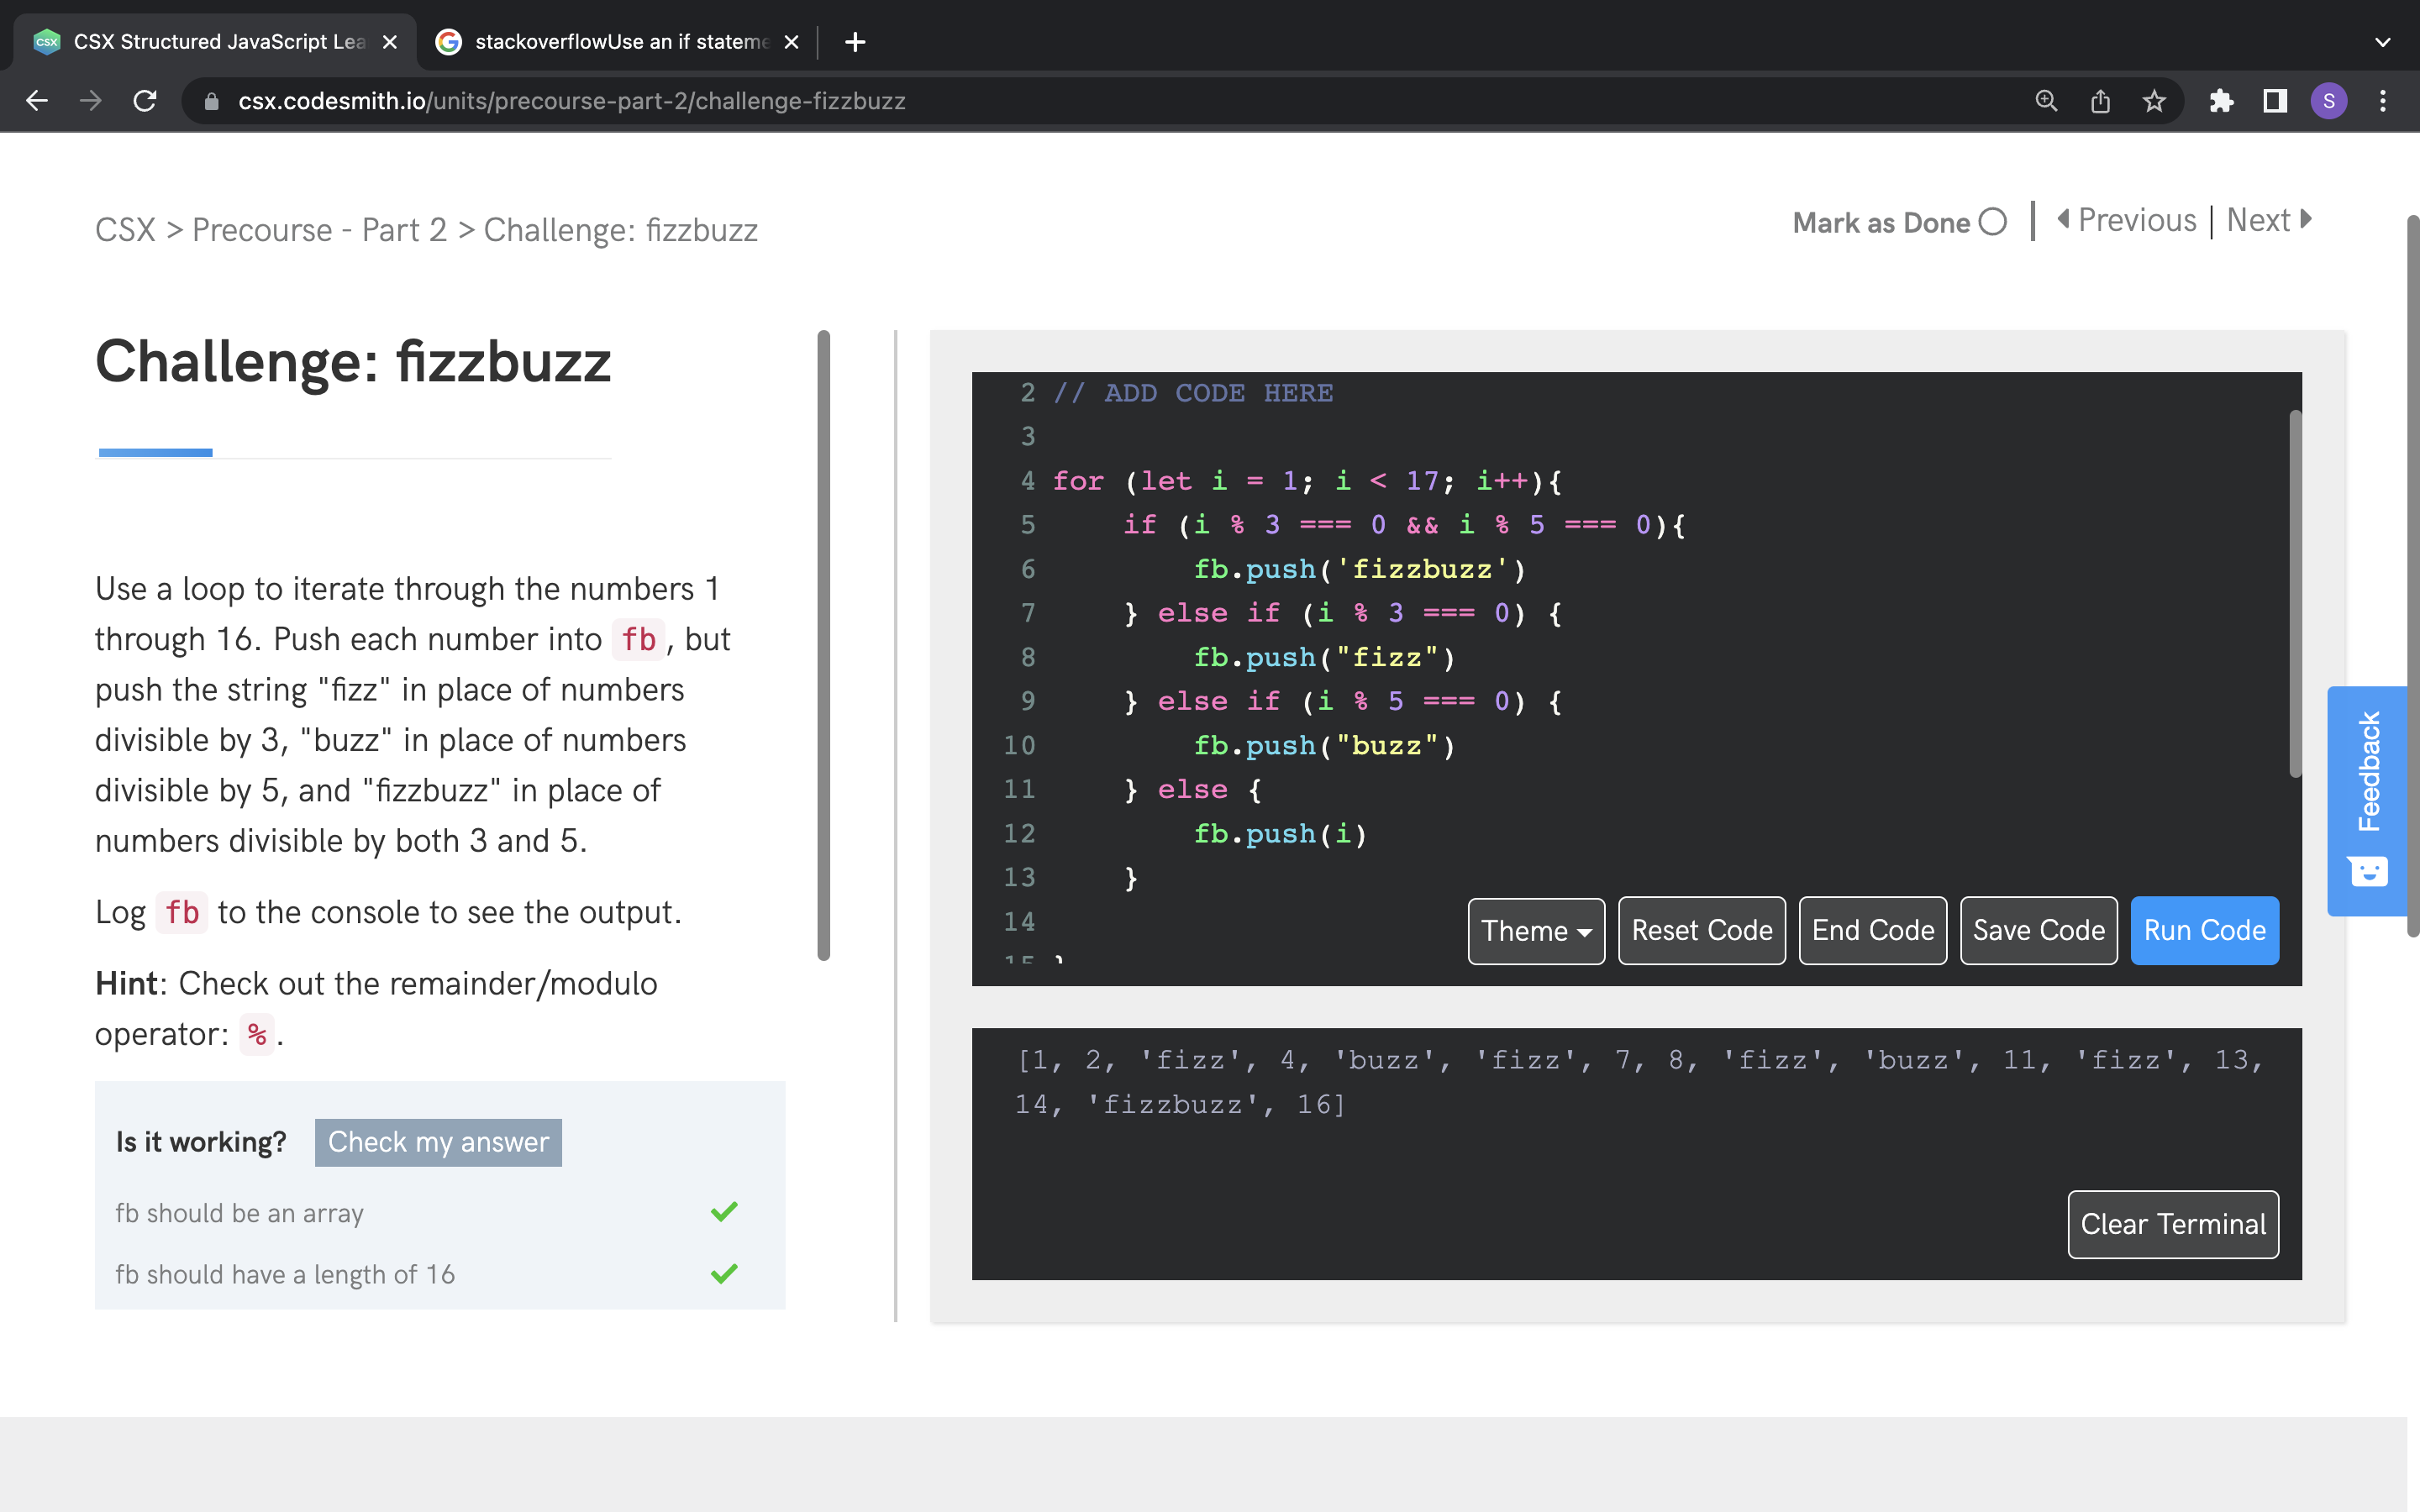 CSX Structured JavaScript Lea
stackoverflowUse an if stateme
csx.codesmith.io/units/precourse-part-2/challenge-fizzbuzz
S
CSX > Precourse - Part 2 > Challenge: fizzbuzz
Mark as Done
Previous | Next
Challenge: fizzbuzz
Use a loop to iterate through the numbers 1
through 16. Push each number into fb, but
push the string "fizz" in place of numbers
divisible by 3, "buzz" in place of numbers
divisible by 5, and "fizzbuzz" in place of
numbers divisible by both 3 and 5.
Log fb to the console to see the output.
Hint: Check out the remainder/modulo
operator: %.
Is it working?
Check my answer
fb should be an array
fb should have a length of 16
2 // ADD CODE HERE
3
4 for (let i = 1; i < 17; i++){
5 if (i % 3 === 0 && i % 5 === 0){
6 fb.push('fizzbuzz')
7 } else if (i % 3 === 0) {
8 fb.push("fizz")
9 } else if (i % 5 === 0) {
10 fb.push("buzz")
11 } else {
12 fb.push(i)
13 }
14
15 }
Theme
Reset Code
End Code
Save Code
Run Code
[1, 2, 'fizz', 4, 'buzz', 'fizz', 7, 8, 'fizz', 'buzz', 11, 'fizz', 13,
14, 'fizzbuzz', 16]
Clear Terminal
Feedback